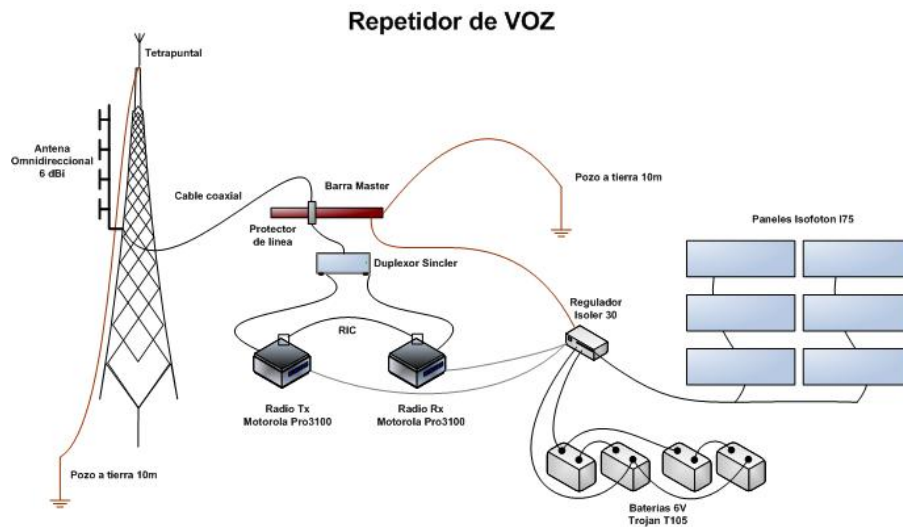 Repetidor de VOZ
Tetrapuntal
Antena
Omnidireccional
6 dBi
Cable coaxial
Barra Master
Pozo a tierra 10m
Protector
de linea
Paneles Isofoton I75
Duplexor Sincler
Regulador
Isoler 30
RIC
Radio Tx
Motorola Pro3100
Radio Rx
Motorola Pro3100
Pozo a tierra 10m
Baterías 6V
Trojan T105